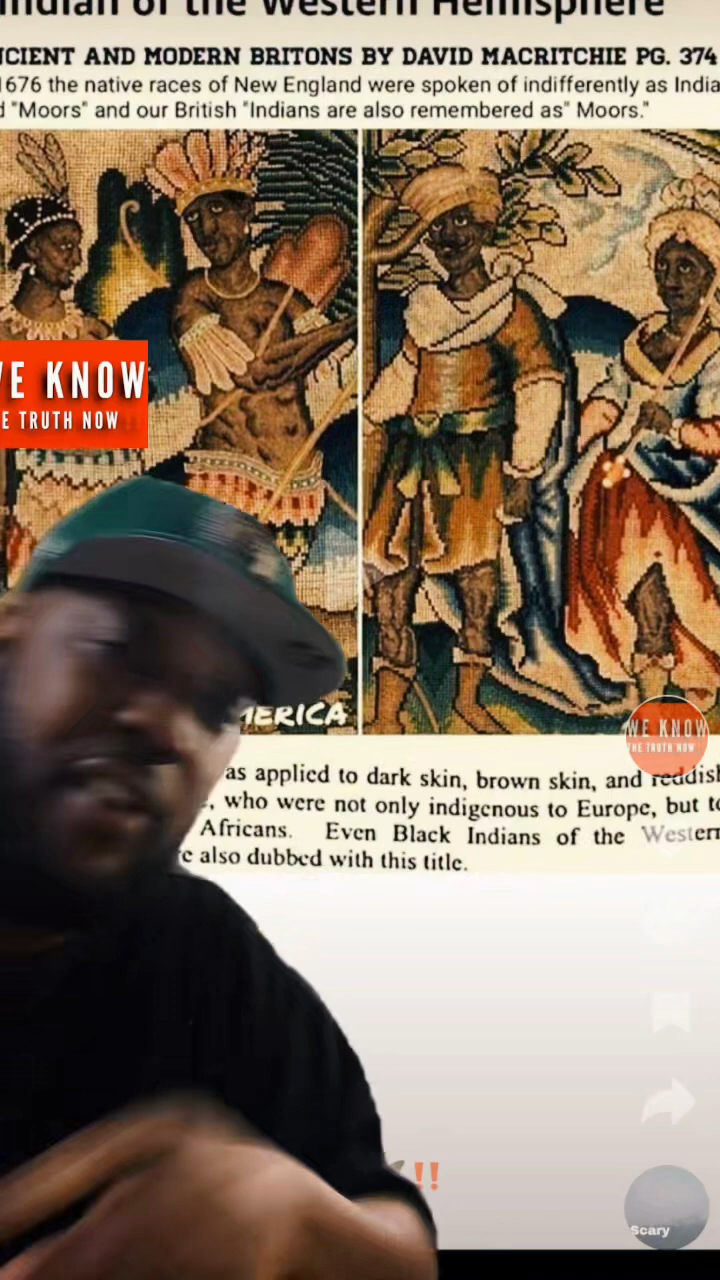 Indian of the Western Hemisphere
NCIENT AND MODERN BRITONS BY DAVID MACRITCHIE PG. 374
1676 the native races of New England were spoken of indifferently as India
d "Moors" and our British "Indians are also remembered as" Moors."
WE KNOW
E TRUTH NOW
MERICA
WE KNOW
THE TRUTH NOW
as applied to dark skin, brown skin, and reddish
, who were not only indigenous to Europe, but to
Africans. Even Black Indians of the Western
e also dubbed with this title.
!!
Scary